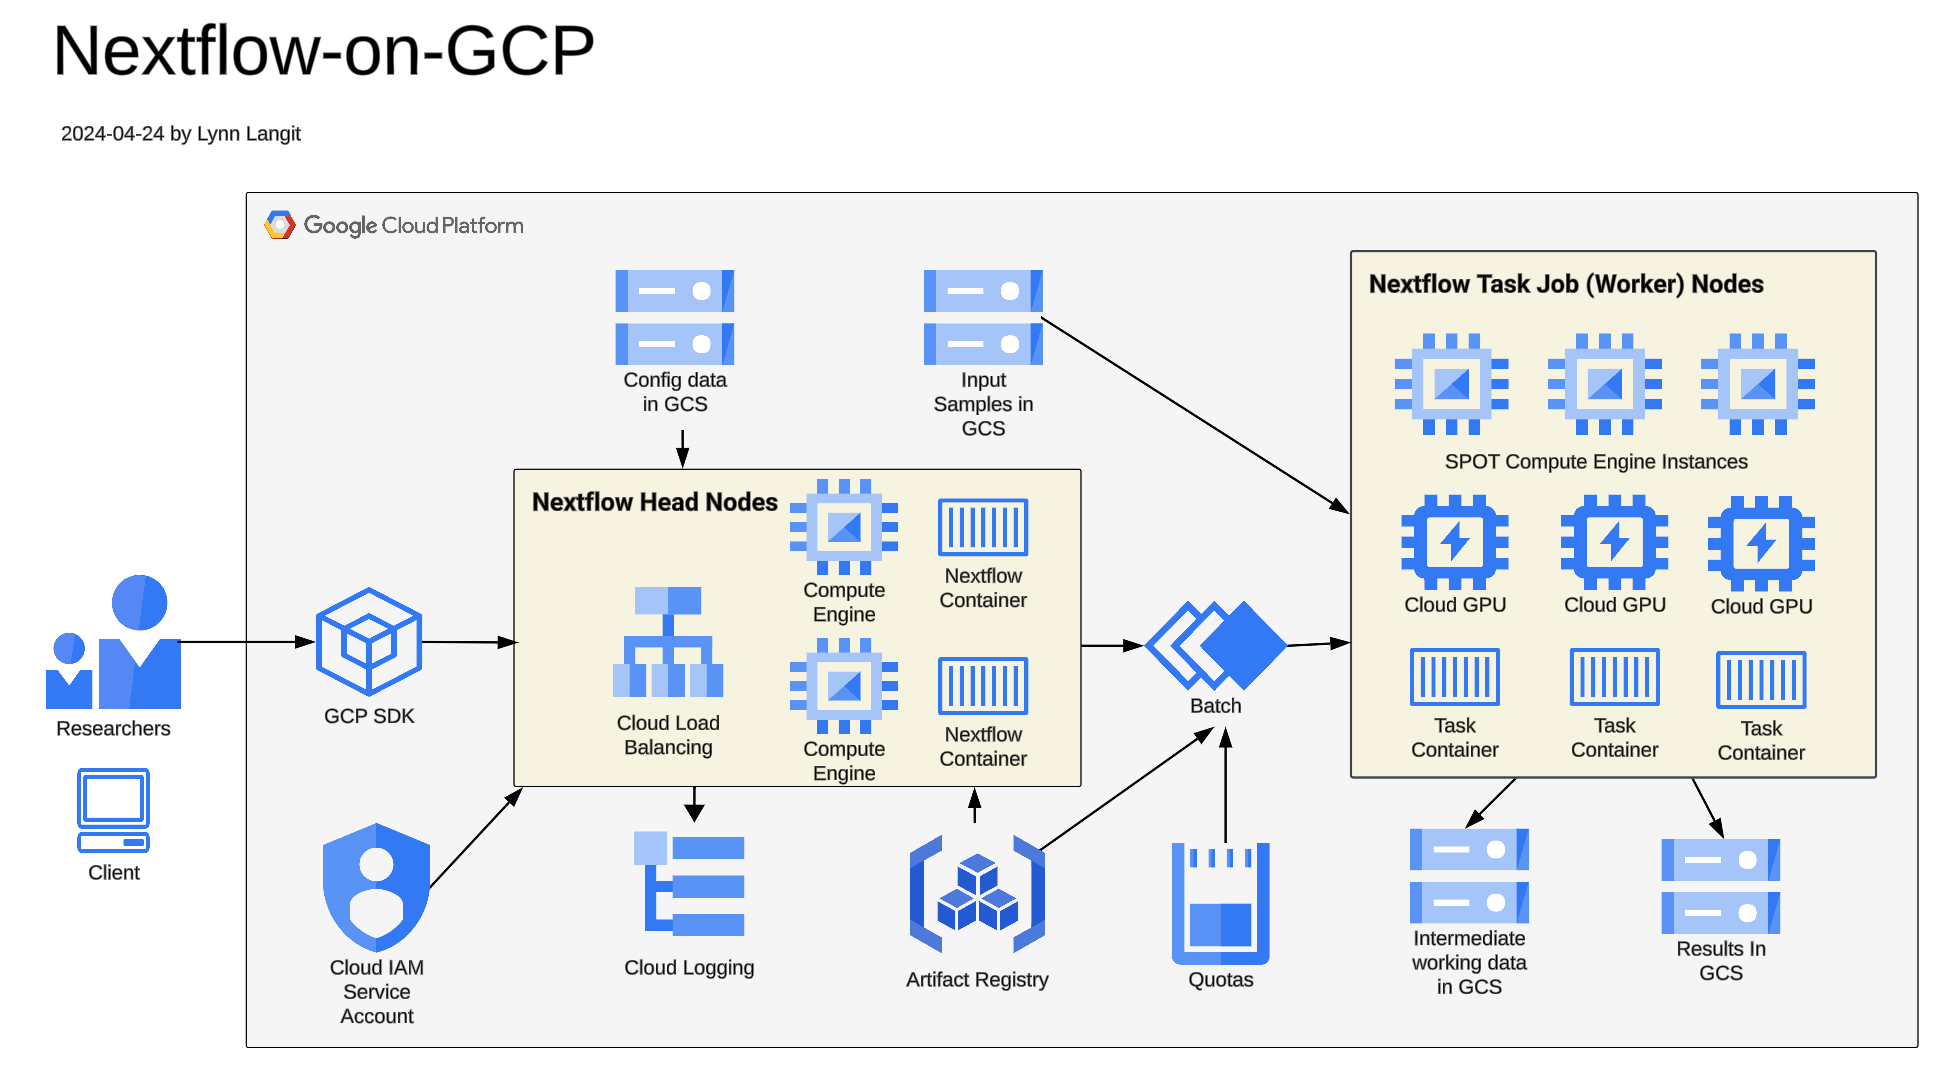 Nextflow-on-GCP
2024-04-24 by Lynn Langit
Google Cloud Platform
Config data
in GCS
Input
Samples in
GCS
Nextflow Task Job (Worker) Nodes
SPOT Compute Engine Instances
Cloud GPU
Cloud GPU
Cloud GPU
Task
Container
Task
Container
Task
Container
Nextflow Head Nodes
Compute
Engine
Nextflow
Container
Cloud Load
Balancing
Compute
Engine
Nextflow
Container
Researchers
GCP SDK
Batch
Client
Cloud IAM
Service
Account
Cloud Logging
Artifact Registry
Quotas
Intermediate
working data
in GCS
Results In
GCS